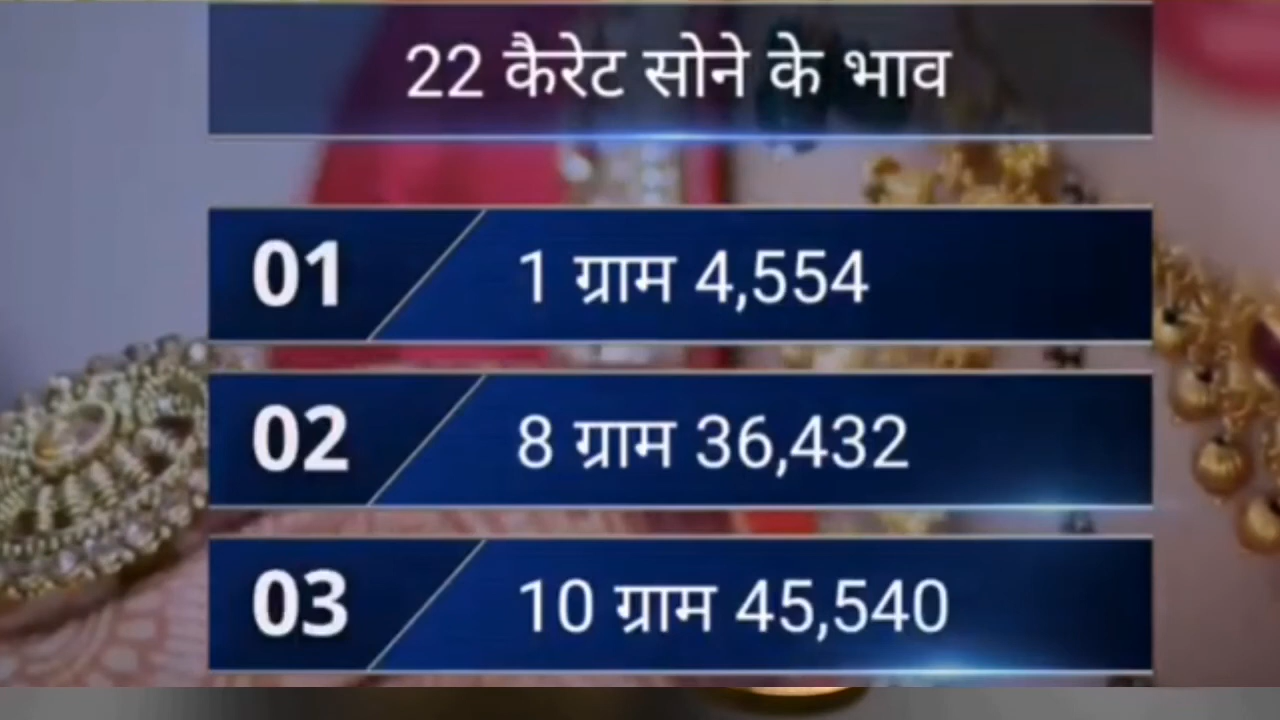 22 कैरेट सोने के भाव
01 1 ग्राम 4,554
02 8 ग्राम 36,432
03 10 ग्राम 45,540